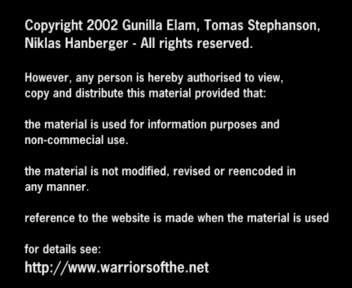 Copyright 2002 Gunilla Elam, Tomas Stephanson,
Niklas Hanberger - All rights reserved.
However, any person is hereby authorised to view,
copy and distribute this material provided that:
the material is used for information purposes and
non-commecial use.
the material is not modified, revised or reencoded in
any manner.
reference to the website is made when the material is used
for details see:
http://www.warriorsofthe.net